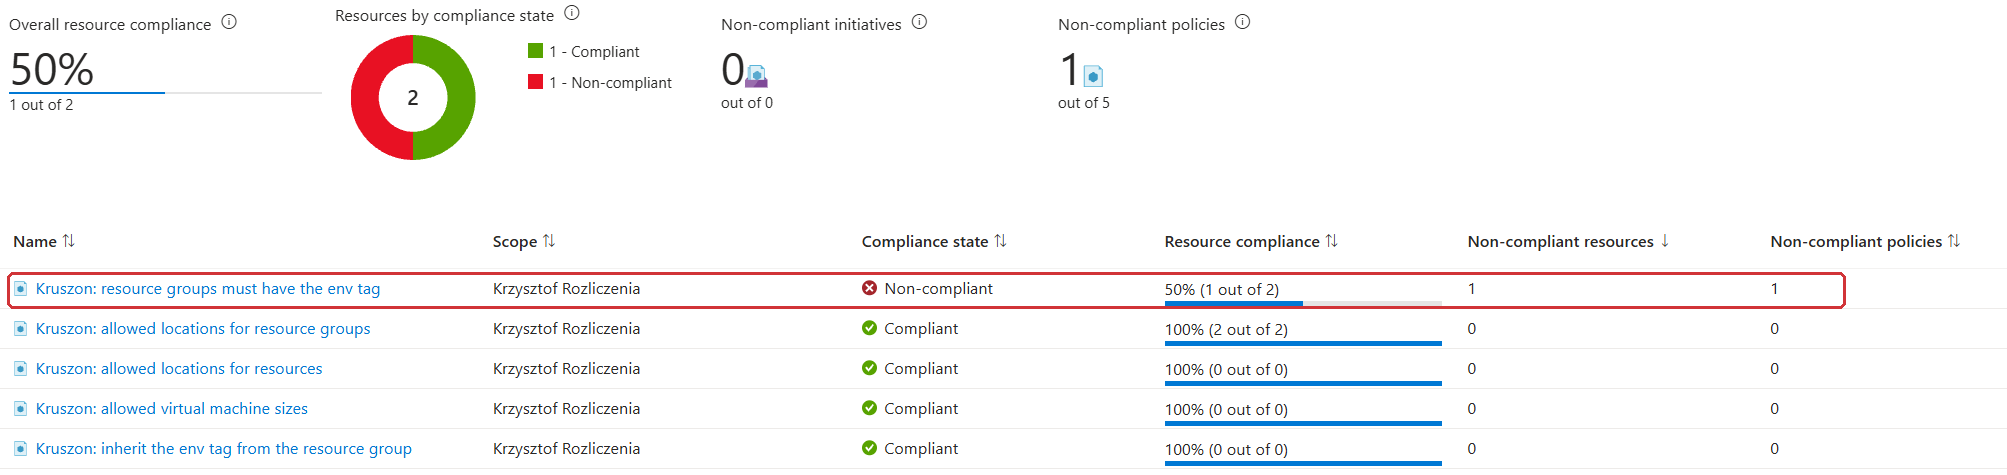 Overall resource compliance
50%
1 out of 2
Resources by compliance state
2
1 - Compliant
1 - Non-compliant
Non-compliant initiatives
0
out of 0
Non-compliant policies
1
out of 5
Name Scope Compliance state Resource compliance Non-compliant resources Non-compliant policies
Kruszon: resource groups must have the env tag Krzysztof Rozliczenia Non-compliant 50% (1 out of 2) 1 1
Kruszon: allowed locations for resource groups Krzysztof Rozliczenia Compliant 100% (2 out of 2) 0 0
Kruszon: allowed locations for resources Krzysztof Rozliczenia Compliant 100% (0 out of 0) 0 0
Kruszon: allowed virtual machine sizes Krzysztof Rozliczenia Compliant 100% (0 out of 0) 0 0
Kruszon: inherit the env tag from the resource group Krzysztof Rozliczenia Compliant 100% (0 out of 0) 0 0